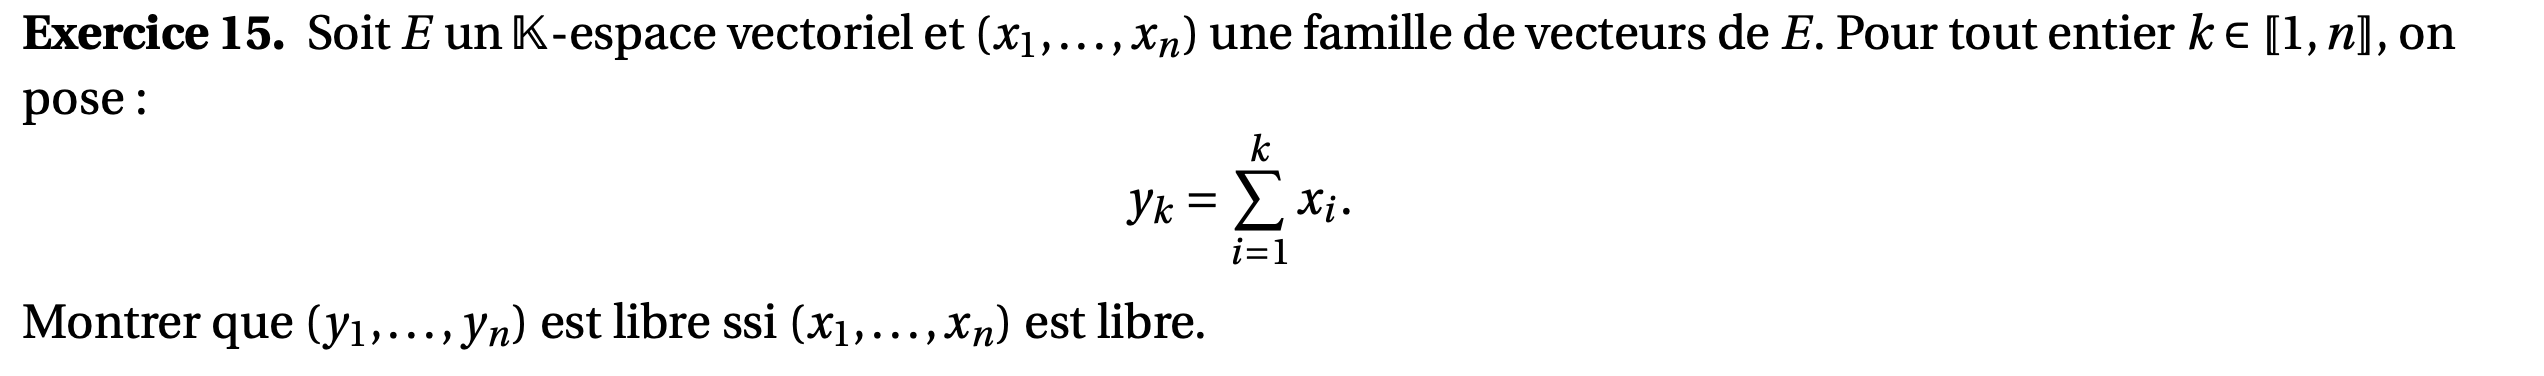 Exercice 15. Soit E un 𝕂-espace vectoriel et (x₁,…,xₙ) une famille de vecteurs de E. Pour tout entier k ∈ ⟦1, n⟧, on
pose :
yₖ = ∑_{i=1}^{k} xᵢ.
Montrer que (y₁,…,yₙ) est libre ssi (x₁,…,xₙ) est libre.